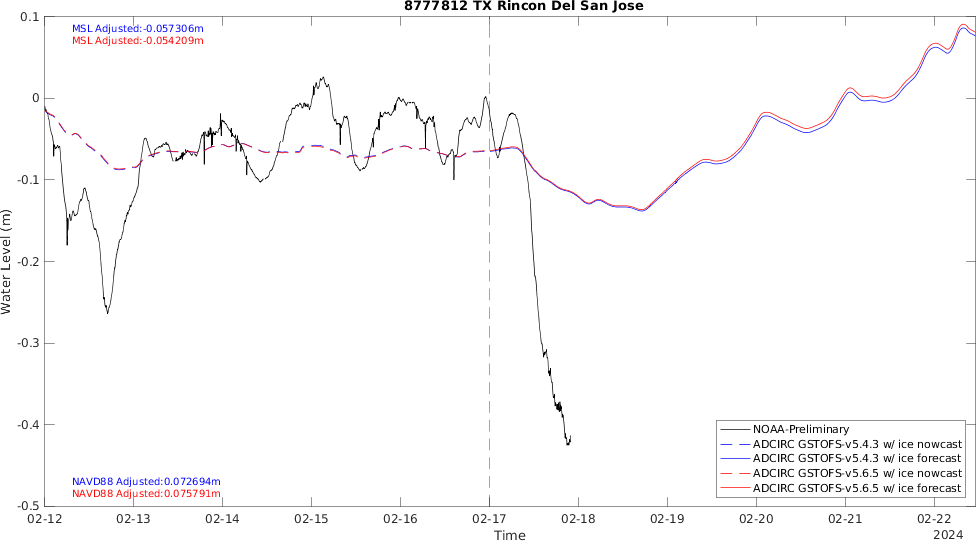 8777812 TX Rincon Del San Jose
MSL Adjusted:-0.057306m
MSL Adjusted:-0.054209m
0.1
0
-0.1
-0.2
-0.3
-0.4
-0.5
Water Level (m)
NOAA-Preliminary
ADCIRC GSTOFS-v5.4.3 w/ ice nowcast
ADCIRC GSTOFS-v5.4.3 w/ ice forecast
ADCIRC GSTOFS-v5.6.5 w/ ice nowcast
ADCIRC GSTOFS-v5.6.5 w/ ice forecast
NAVD88 Adjusted:0.072694m
NAVD88 Adjusted:0.075791m
02-12 02-13 02-14 02-15 02-16 02-17 02-18 02-19 02-20 02-21 02-22
Time
2024